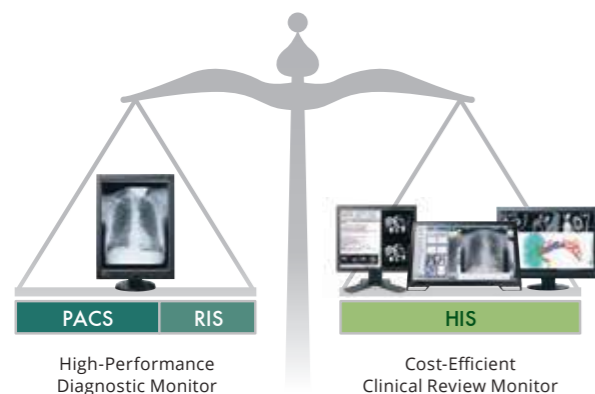 PACS
RIS
High-Performance
Diagnostic Monitor
HIS
Cost-Efficient
Clinical Review Monitor